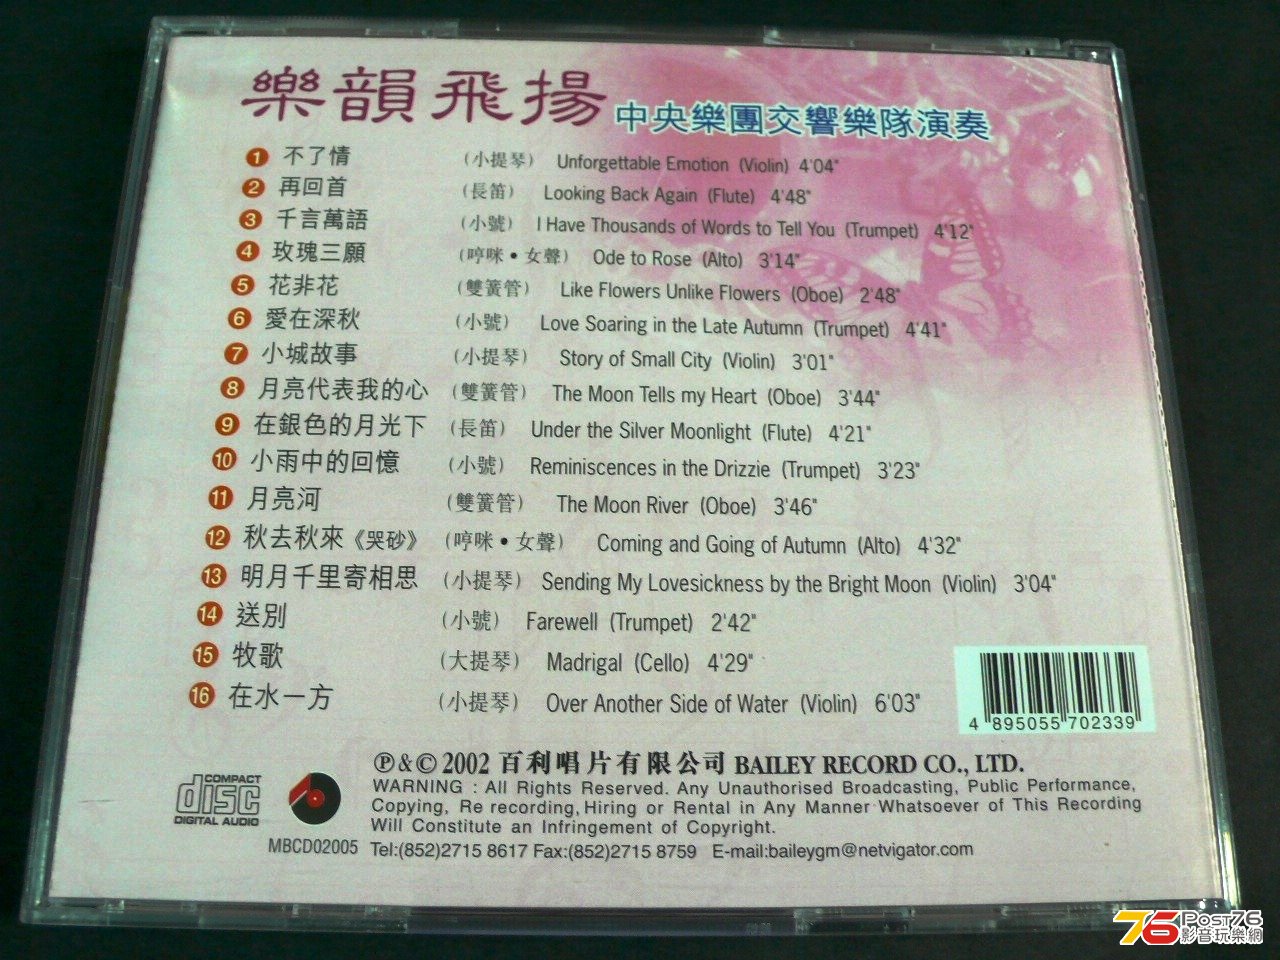 樂韻飛揚 中央樂團交響樂隊演奏
1 不了情 (小提琴) Unforgettable Emotion (Violin) 4'04"
2 再回首 (長笛) Looking Back Again (Flute) 4'48"
3 千言萬語 (小號) I Have Thousands of Words to Tell You (Trumpet) 4'12"
4 玫瑰三願 (哼咪•女聲) Ode to Rose (Alto) 3'14"
5 花非花 (雙簧管) Like Flowers Unlike Flowers (Oboe) 2'48"
6 愛在深秋 (小號) Love Soaring in the Late Autumn (Trumpet) 4'41"
7 小城故事 (小提琴) Story of Small City (Violin) 3'01"
8 月亮代表我的心 (雙簧管) The Moon Tells my Heart (Oboe) 3'44"
9 在銀色的月光下 (長笛) Under the Silver Moonlight (Flute) 4'21"
10 小雨中的回憶 (小號) Reminiscences in the Drizzie (Trumpet) 3'23"
11 月亮河 (雙簧管) The Moon River (Oboe) 3'46"
12 秋去秋來《哭砂》 (哼咪•女聲) Coming and Going of Autumn (Alto) 4'32"
13 明月千里寄相思 (小提琴) Sending My Lovesickness by the Bright Moon (Violin) 3'04"
14 送別 (小號) Farewell (Trumpet) 2'42"
15 牧歌 (大提琴) Madrigal (Cello) 4'29"
16 在水一方 (小提琴) Over Another Side of Water (Violin) 6'03"
4 895055 702339
℗&© 2002 百利唱片有限公司 BAILEY RECORD CO., LTD.
WARNING : All Rights Reserved. Any Unauthorised Broadcasting, Public Performance,
Copying, Re recording, Hiring or Rental in Any Manner Whatsoever of This Recording
Will Constitute an Infringement of Copyright.
COMPACT
disc
DIGITAL AUDIO
MBCD02005 Tel:(852)2715 8617 Fax:(852)2715 8759 E-mail:baileygm@netvigator.com
76 Post76
影音玩樂網